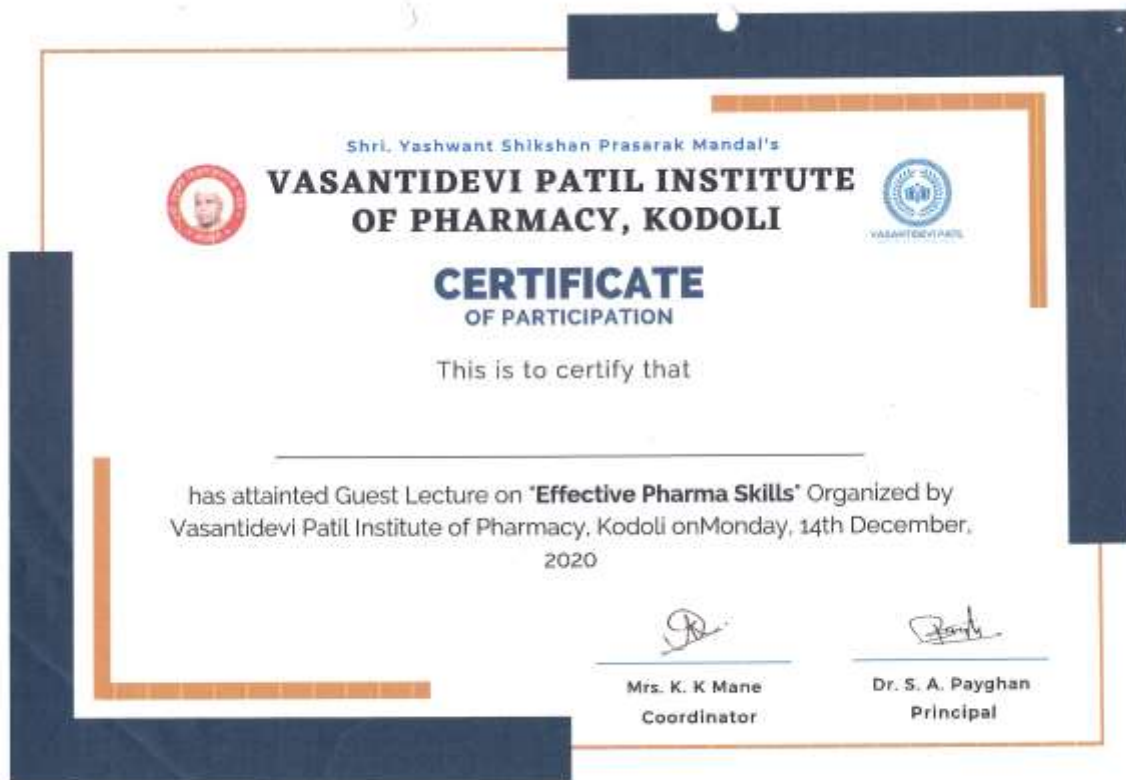 Shri. Yashwant Shikshan Prasarak Mandal's
VASANTIDEVI PATIL INSTITUTE
OF PHARMACY, KODOLI
VASANTIDEVI PATIL
CERTIFICATE
OF PARTICIPATION
This is to certify that
has attainted Guest Lecture on "Effective Pharma Skills" Organized by
Vasantidevi Patil Institute of Pharmacy, Kodoli onMonday, 14th December,
2020
Mrs. K. K Mane
Coordinator
Dr. S. A. Payghan
Principal